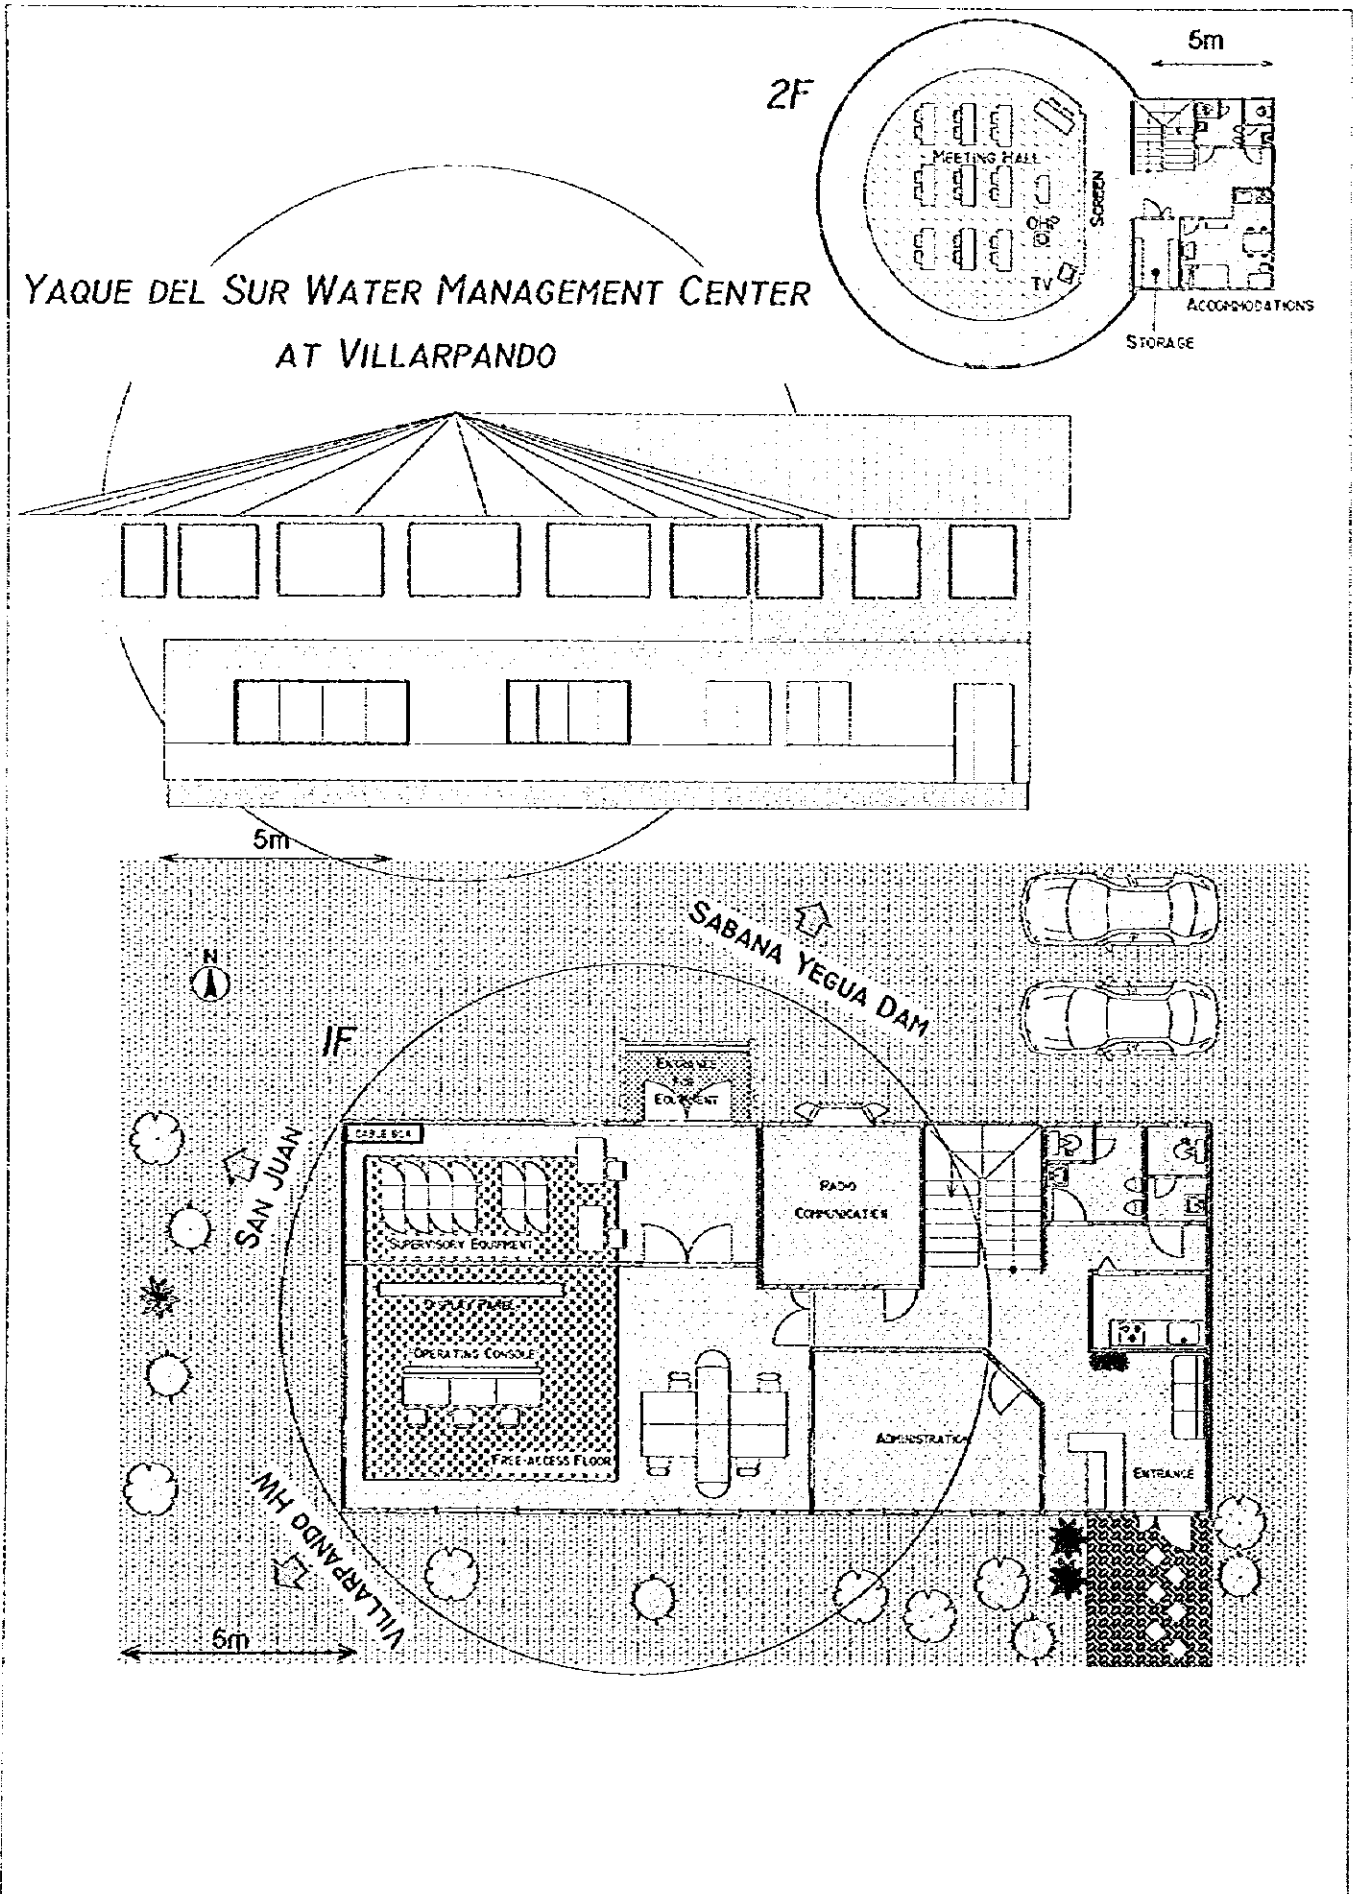 5m
2F
MEETING HALL
SCREEN
OHP
TV
ACCOMMODATIONS
STORAGE
YAQUE DEL SUR WATER MANAGEMENT CENTER
AT VILLARPANDO
5m
SABANA YEGUA DAM
N
1F
ENTRANCE
FOR
EQUIPMENT
CABLE BOX
SAN JUAN
RADIO
COMMUNICATION
SUPERVISORY EQUIPMENT
DISPLAY PANEL
OPERATING CONSOLE
ADMINISTRATION
FREE-ACCESS FLOOR
ENTRANCE
VILLARPANDO HW
5m